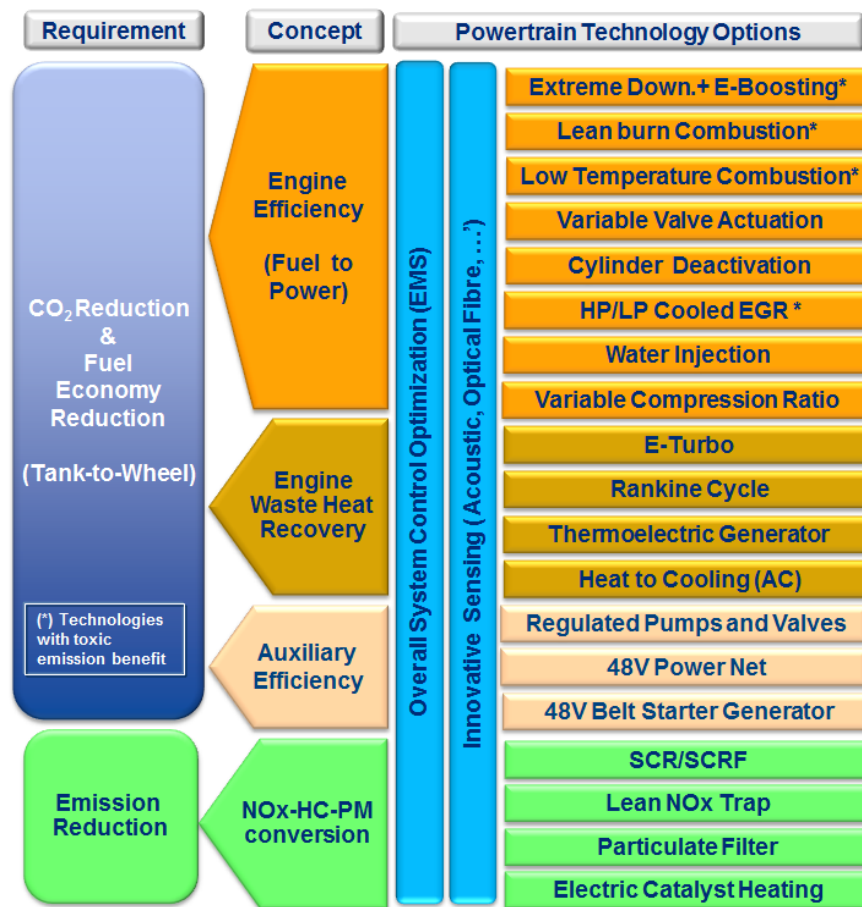 Requirement
Concept
Powertrain Technology Options
CO₂ Reduction
&
Fuel
Economy
Reduction
(Tank-to-Wheel)
(*) Technologies
with toxic
emission benefit
Emission
Reduction
Engine
Efficiency
(Fuel to
Power)
Engine
Waste Heat
Recovery
Auxiliary
Efficiency
NOx-HC-PM
conversion
Overall System Control Optimization (EMS)
Innovative Sensing (Acoustic, Optical Fibre, …’)
Extreme Down.+ E-Boosting*
Lean burn Combustion*
Low Temperature Combustion*
Variable Valve Actuation
Cylinder Deactivation
HP/LP Cooled EGR *
Water Injection
Variable Compression Ratio
E-Turbo
Rankine Cycle
Thermoelectric Generator
Heat to Cooling (AC)
Regulated Pumps and Valves
48V Power Net
48V Belt Starter Generator
SCR/SCRF
Lean NOx Trap
Particulate Filter
Electric Catalyst Heating